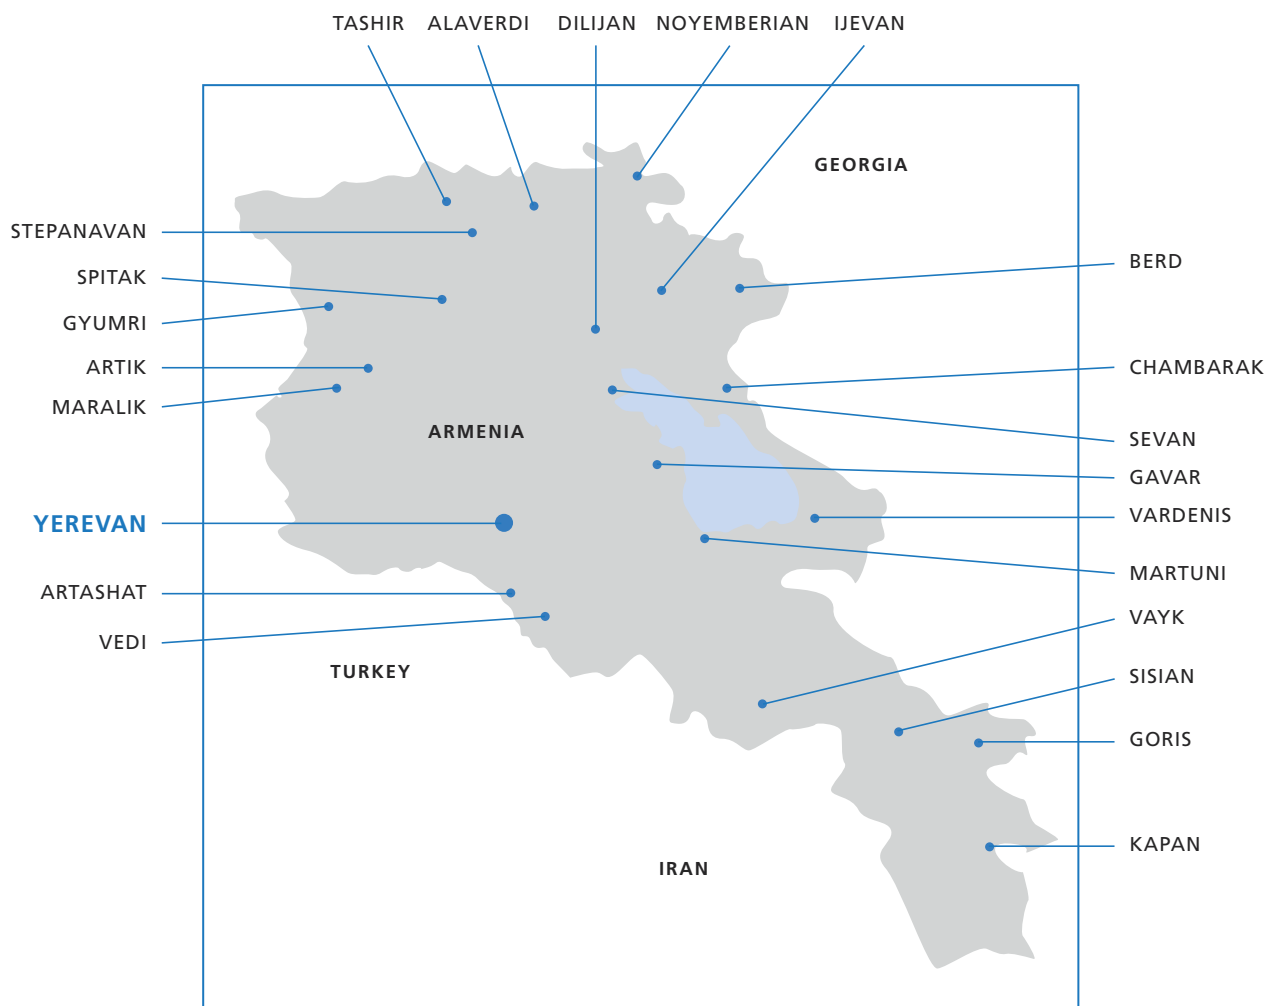 TASHIR
ALAVERDI
DILIJAN
NOYEMBERIAN
IJEVAN
GEORGIA
STEPANAVAN
BERD
SPITAK
GYUMRI
ARTIK
CHAMBARAK
MARALIK
ARMENIA
SEVAN
GAVAR
YEREVAN
VARDENIS
MARTUNI
ARTASHAT
VAYK
VEDI
TURKEY
SISIAN
GORIS
KAPAN
IRAN